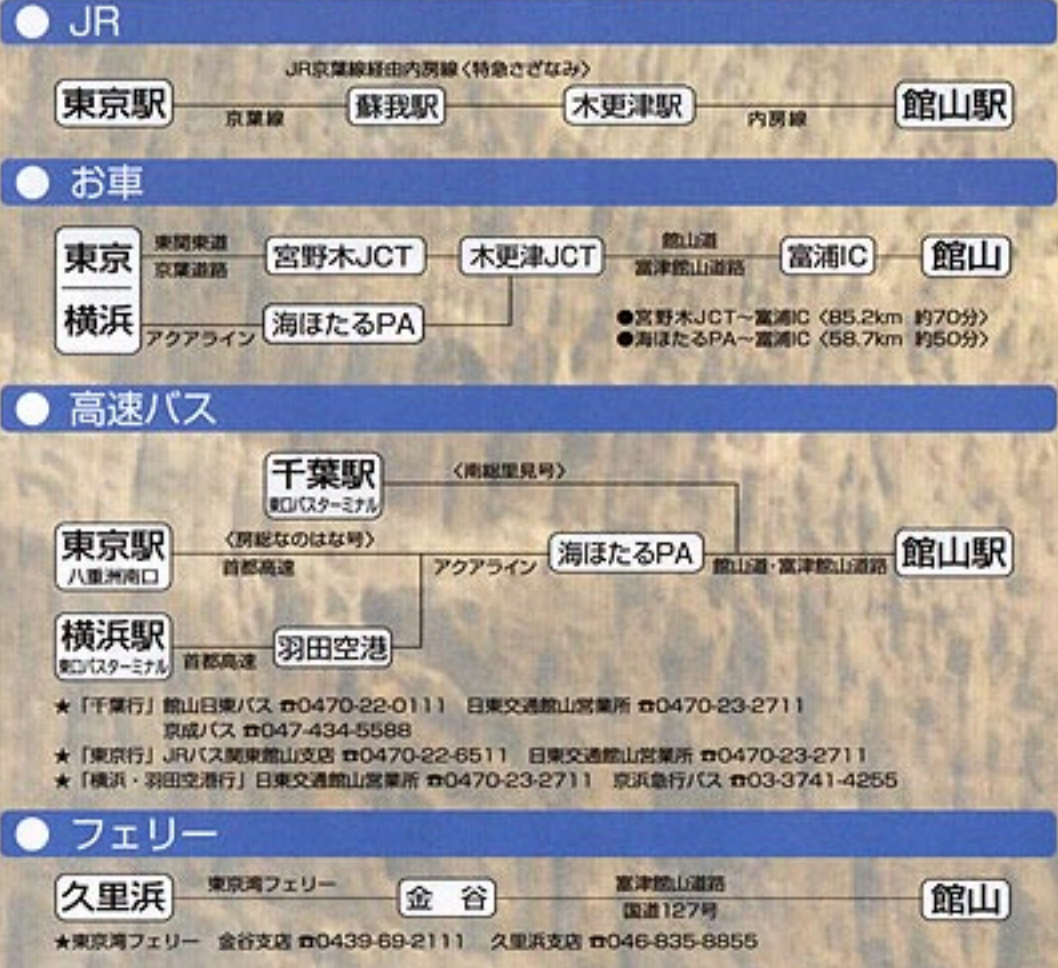 ● JR
JR京葉線経由内房線〈特急さざなみ〉
東京駅 京葉線 蘇我駅 木更津駅 内房線 館山駅
● お車
東京 東関東道 京葉道路 宮野木JCT 木更津JCT 館山道 富津館山道路 富浦IC 館山
横浜 アクアライン 海ほたるPA
●宮野木JCT〜富浦IC〈85.2km 約70分〉
●海ほたるPA〜富浦IC〈58.7km 約50分〉
● 高速バス
千葉駅 〈南総里見号〉
東口バスターミナル
東京駅 〈房総なのはな号〉 海ほたるPA 館山駅
八重洲南口 首都高速 アクアライン 館山道・富津館山道路
横浜駅 首都高速 羽田空港
東口バスターミナル
★「千葉行」館山日東バス ☎0470-22-0111 日東交通館山営業所 ☎0470-23-2711
京成バス ☎047-434-5588
★「東京行」JRバス関東館山支店 ☎0470-22-6511 日東交通館山営業所 ☎0470-23-2711
★「横浜・羽田空港行」日東交通館山営業所 ☎0470-23-2711 京浜急行バス ☎03-3741-4255
● フェリー
久里浜 東京湾フェリー 金 谷 富津館山道路 国道127号 館山
★東京湾フェリー 金谷支店 ☎0439-69-2111 久里浜支店 ☎046-835-8855